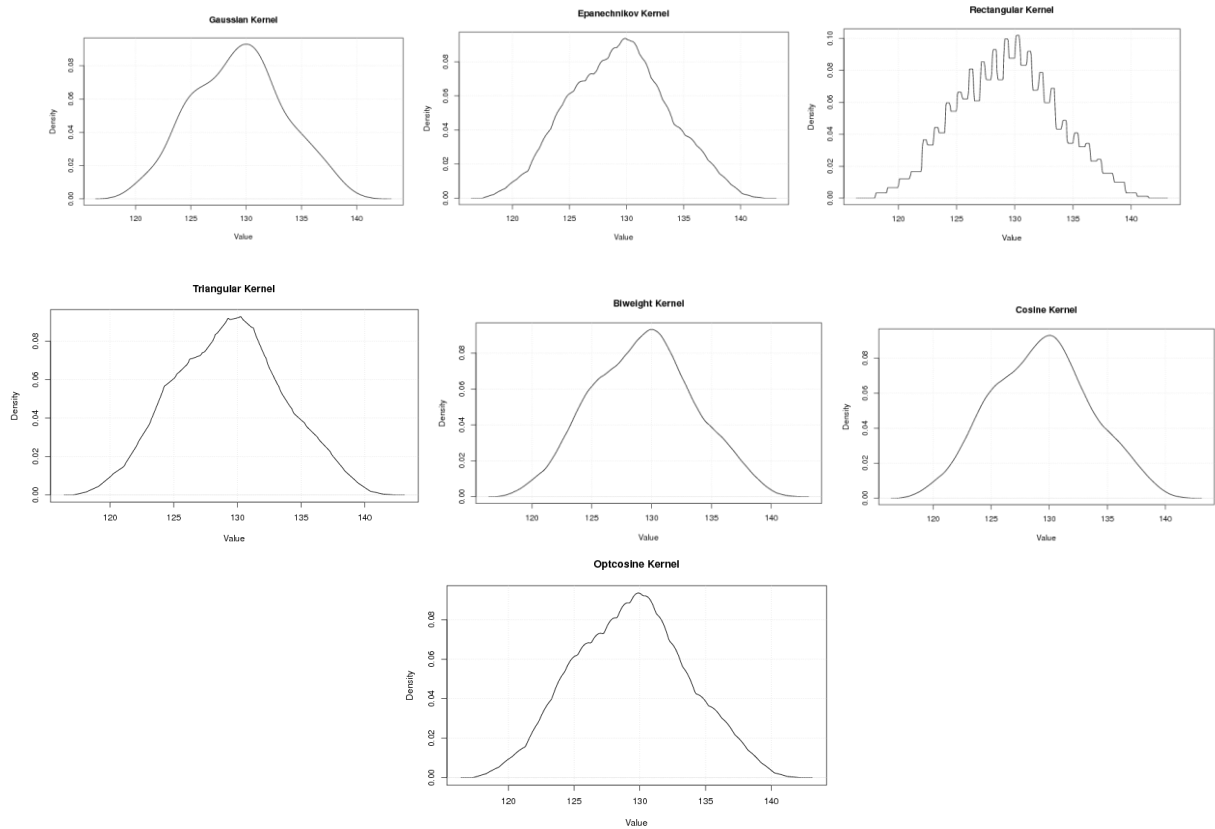 Gaussian Kernel
Density
0.00 0.02 0.04 0.06 0.08
120 125 130 135 140
Value
Epanechnikov Kernel
Density
0.00 0.02 0.04 0.06 0.08
120 125 130 135 140
Value
Rectangular Kernel
Density
0.00 0.02 0.04 0.06 0.08 0.10
120 125 130 135 140
Value
Triangular Kernel
Density
0.00 0.02 0.04 0.06 0.08
120 125 130 135 140
Value
Biweight Kernel
Density
0.00 0.02 0.04 0.06 0.08
120 125 130 135 140
Value
Cosine Kernel
Density
0.00 0.02 0.04 0.06 0.08
120 125 130 135 140
Value
Optcosine Kernel
Density
0.00 0.02 0.04 0.06 0.08
120 125 130 135 140
Value